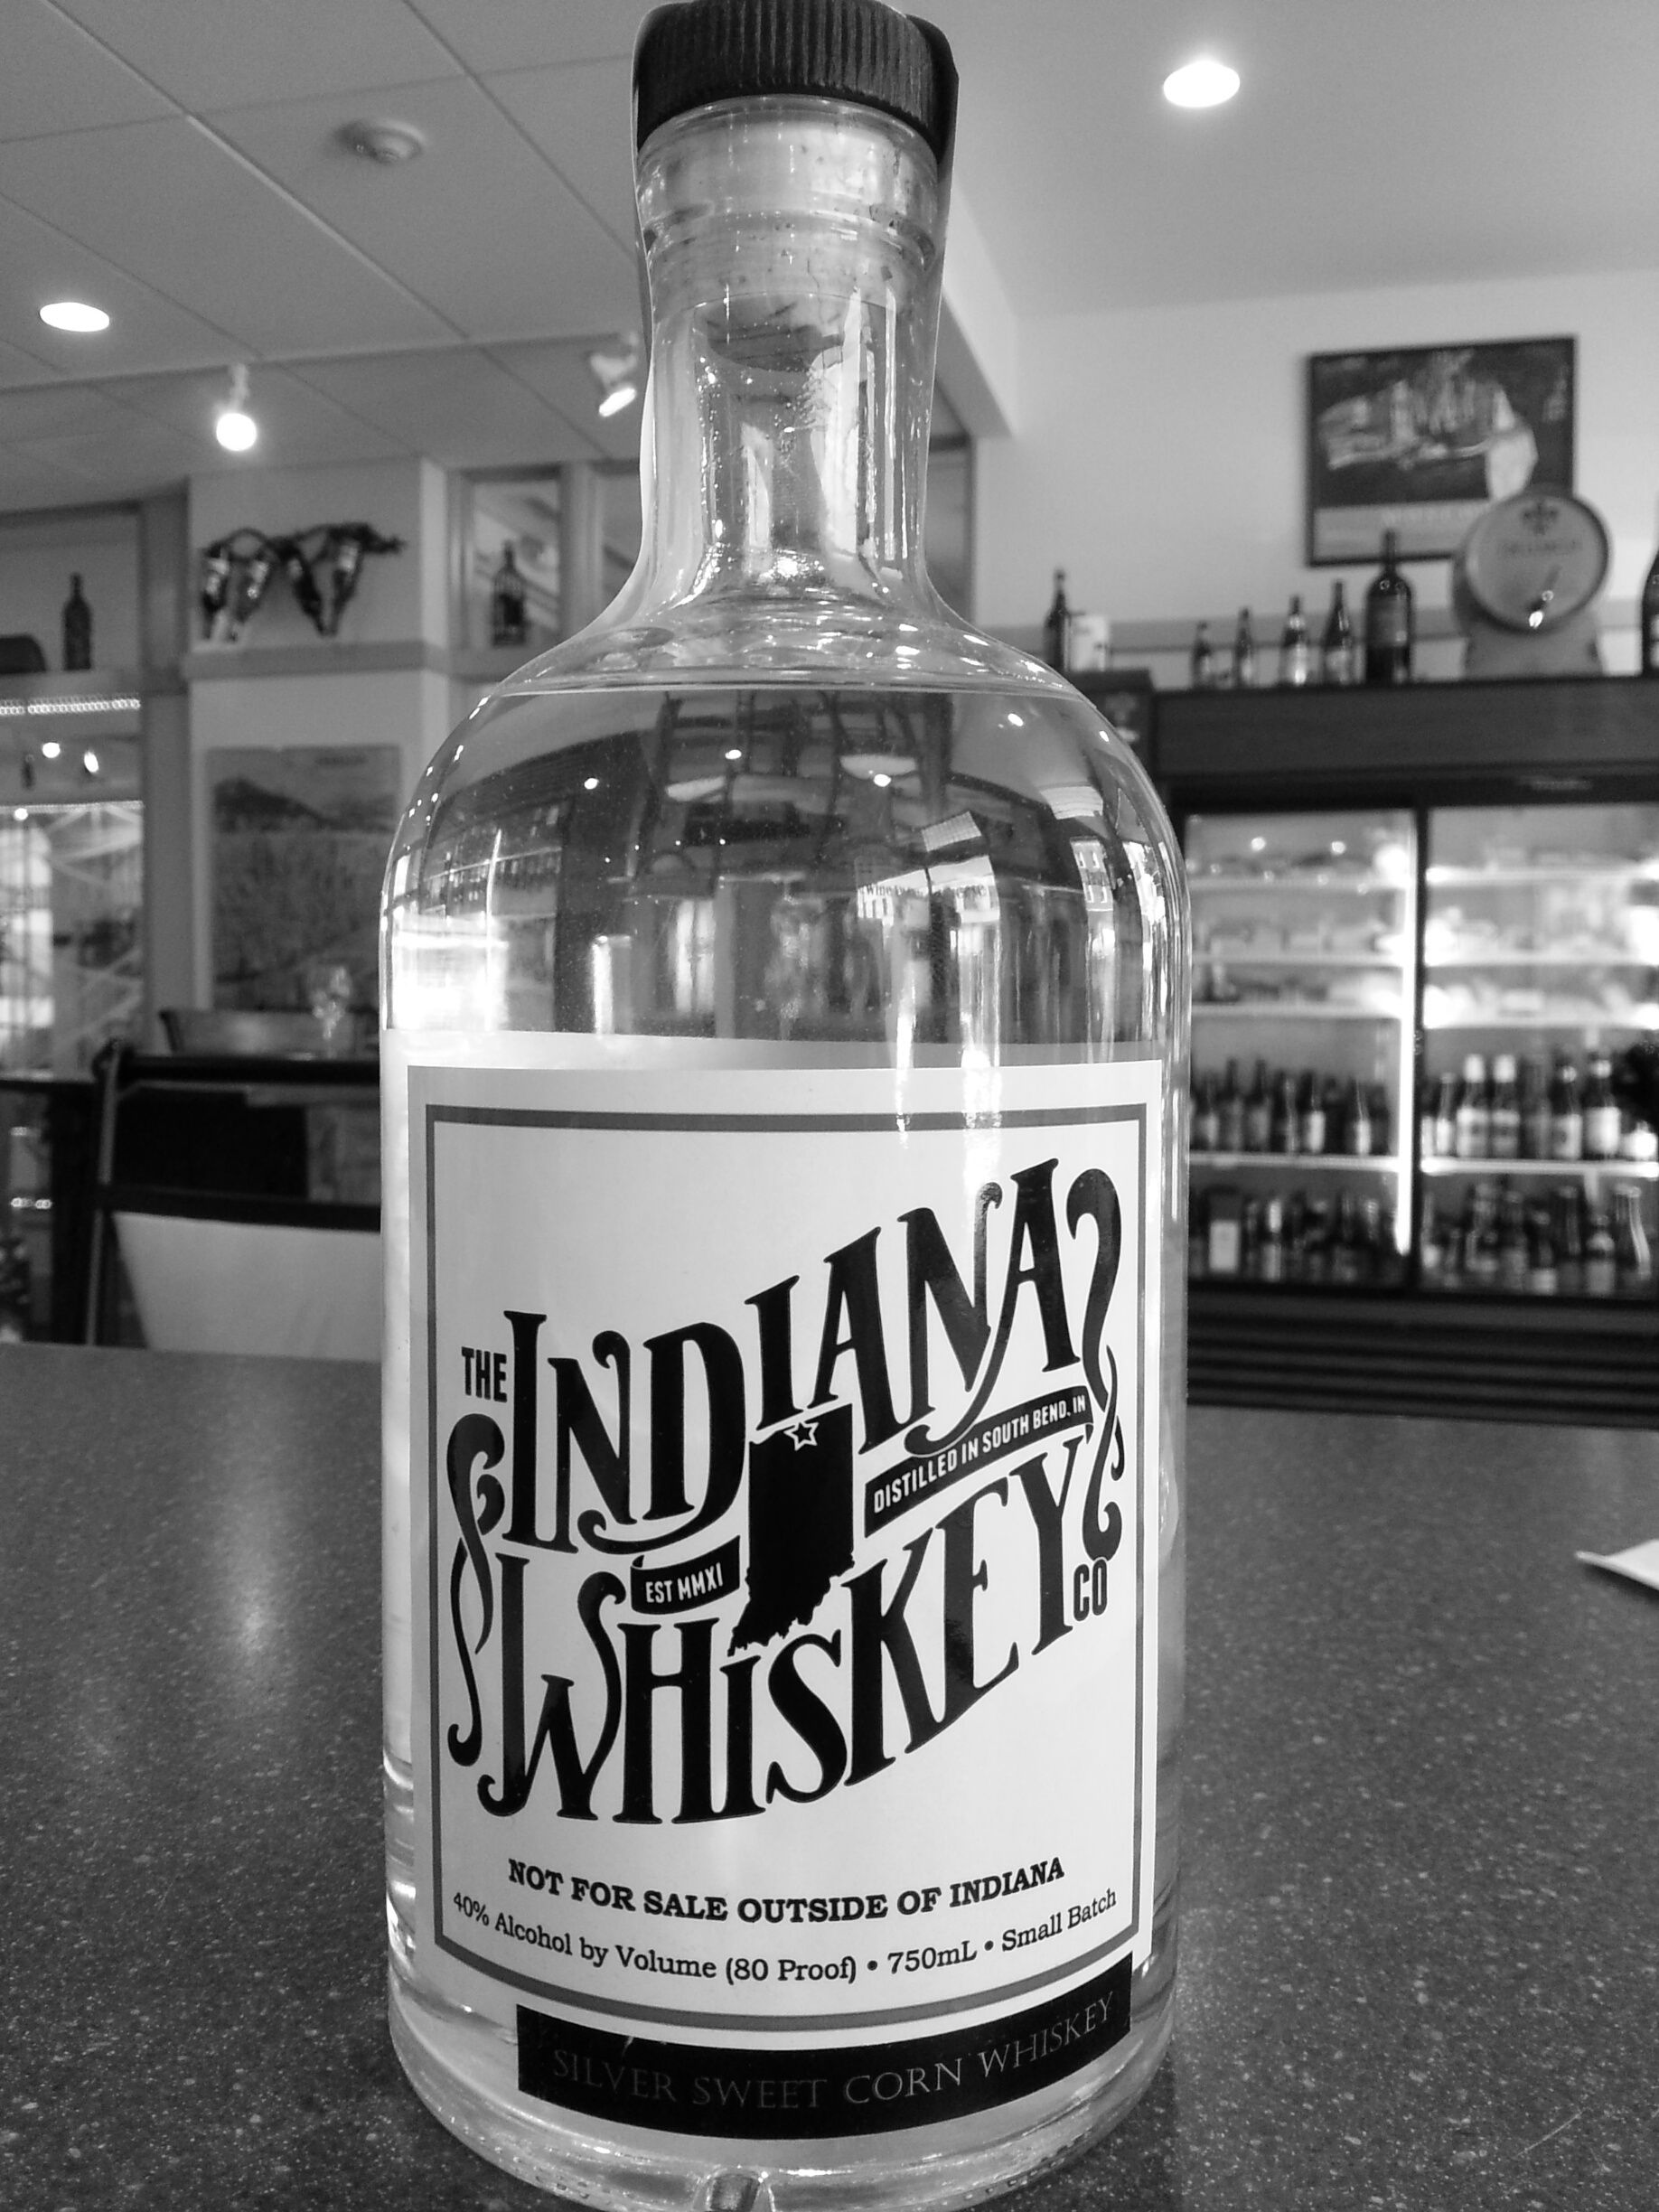 THE INDIANA
DISTILLED IN SOUTH BEND, IN
EST MMXI
WHISKEY CO
NOT FOR SALE OUTSIDE OF INDIANA
40% Alcohol by Volume (80 Proof) • 750mL • Small Batch
SILVER SWEET CORN WHISKEY